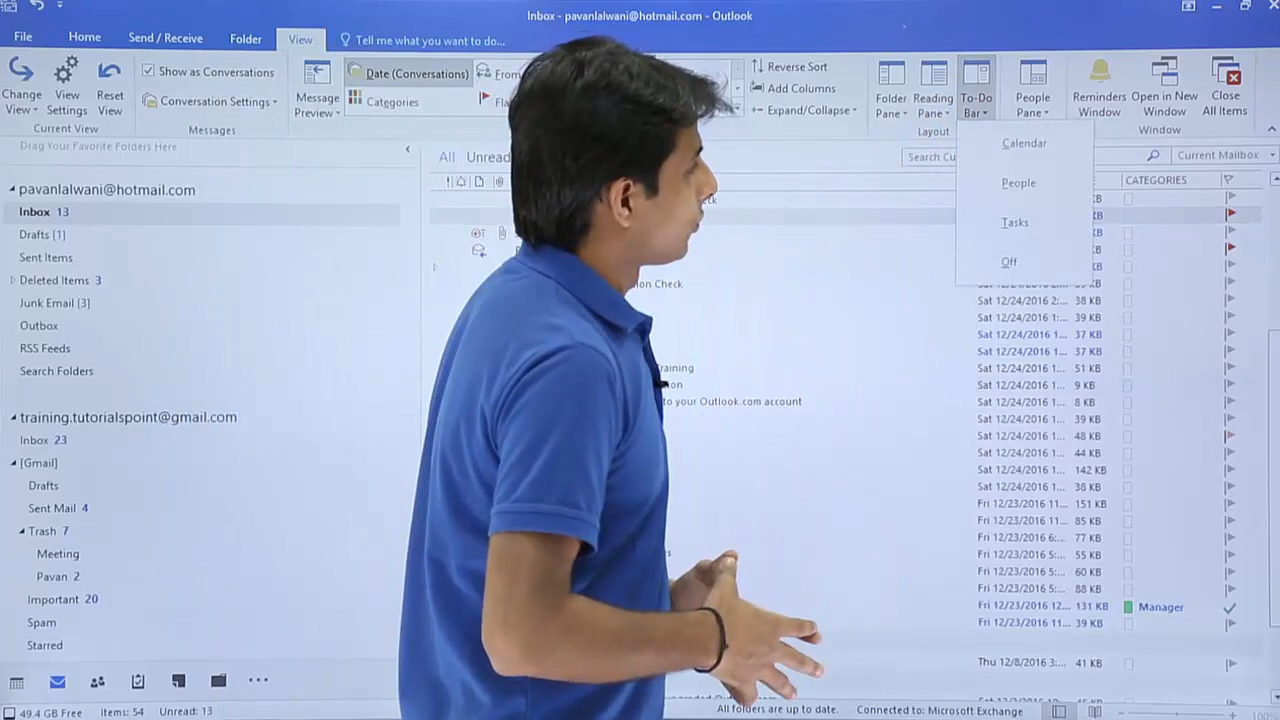 Inbox - pavanlalwani@hotmail.com - Outlook
File Home Send / Receive Folder View Tell me what you want to do...
Change View View Settings Reset View
Current View
Show as Conversations
Conversation Settings
Messages
Message Preview
Date (Conversations) From
Categories
Reverse Sort
Add Columns
Expand/Collapse
Folder Pane Reading Pane To-Do Bar
Layout
People Pane
Reminders Window Open in New Window Close All Items
Window
Calendar
People
Tasks
Off
Drag Your Favorite Folders Here
pavanlalwani@hotmail.com
Inbox 13
Drafts [1]
Sent Items
Deleted Items 3
Junk Email [3]
Outbox
RSS Feeds
Search Folders
training.tutorialspoint@gmail.com
Inbox 23
[Gmail]
Drafts
Sent Mail 4
Trash 7
Meeting
Pavan 2
Important 20
Spam
Starred
All Unread
Search Cu Current Mailbox
CATEGORIES
Check
Sat 12/24/2016 2:... 38 KB
Sat 12/24/2016 1:... 39 KB
Sat 12/24/2016 1... 37 KB
Sat 12/24/2016 1... 37 KB
Training Sat 12/24/2016 1... 51 KB
Sat 12/24/2016 1... 9 KB
to your Outlook.com account Sat 12/24/2016 1... 8 KB
Sat 12/24/2016 1... 39 KB
Sat 12/24/2016 1... 48 KB
Sat 12/24/2016 1... 44 KB
Sat 12/24/2016 1... 142 KB
Sat 12/24/2016 1... 38 KB
Fri 12/23/2016 11... 151 KB
Fri 12/23/2016 11... 85 KB
Fri 12/23/2016 6:... 77 KB
Fri 12/23/2016 5:... 55 KB
Fri 12/23/2016 5:... 60 KB
Fri 12/23/2016 5:... 88 KB
Fri 12/23/2016 12... 131 KB Manager
Fri 12/23/2016 11... 39 KB
Thu 12/8/2016 3:... 41 KB
49.4 GB Free Items: 54 Unread: 13 All folders are up to date. Connected to: Microsoft Exchange 100%